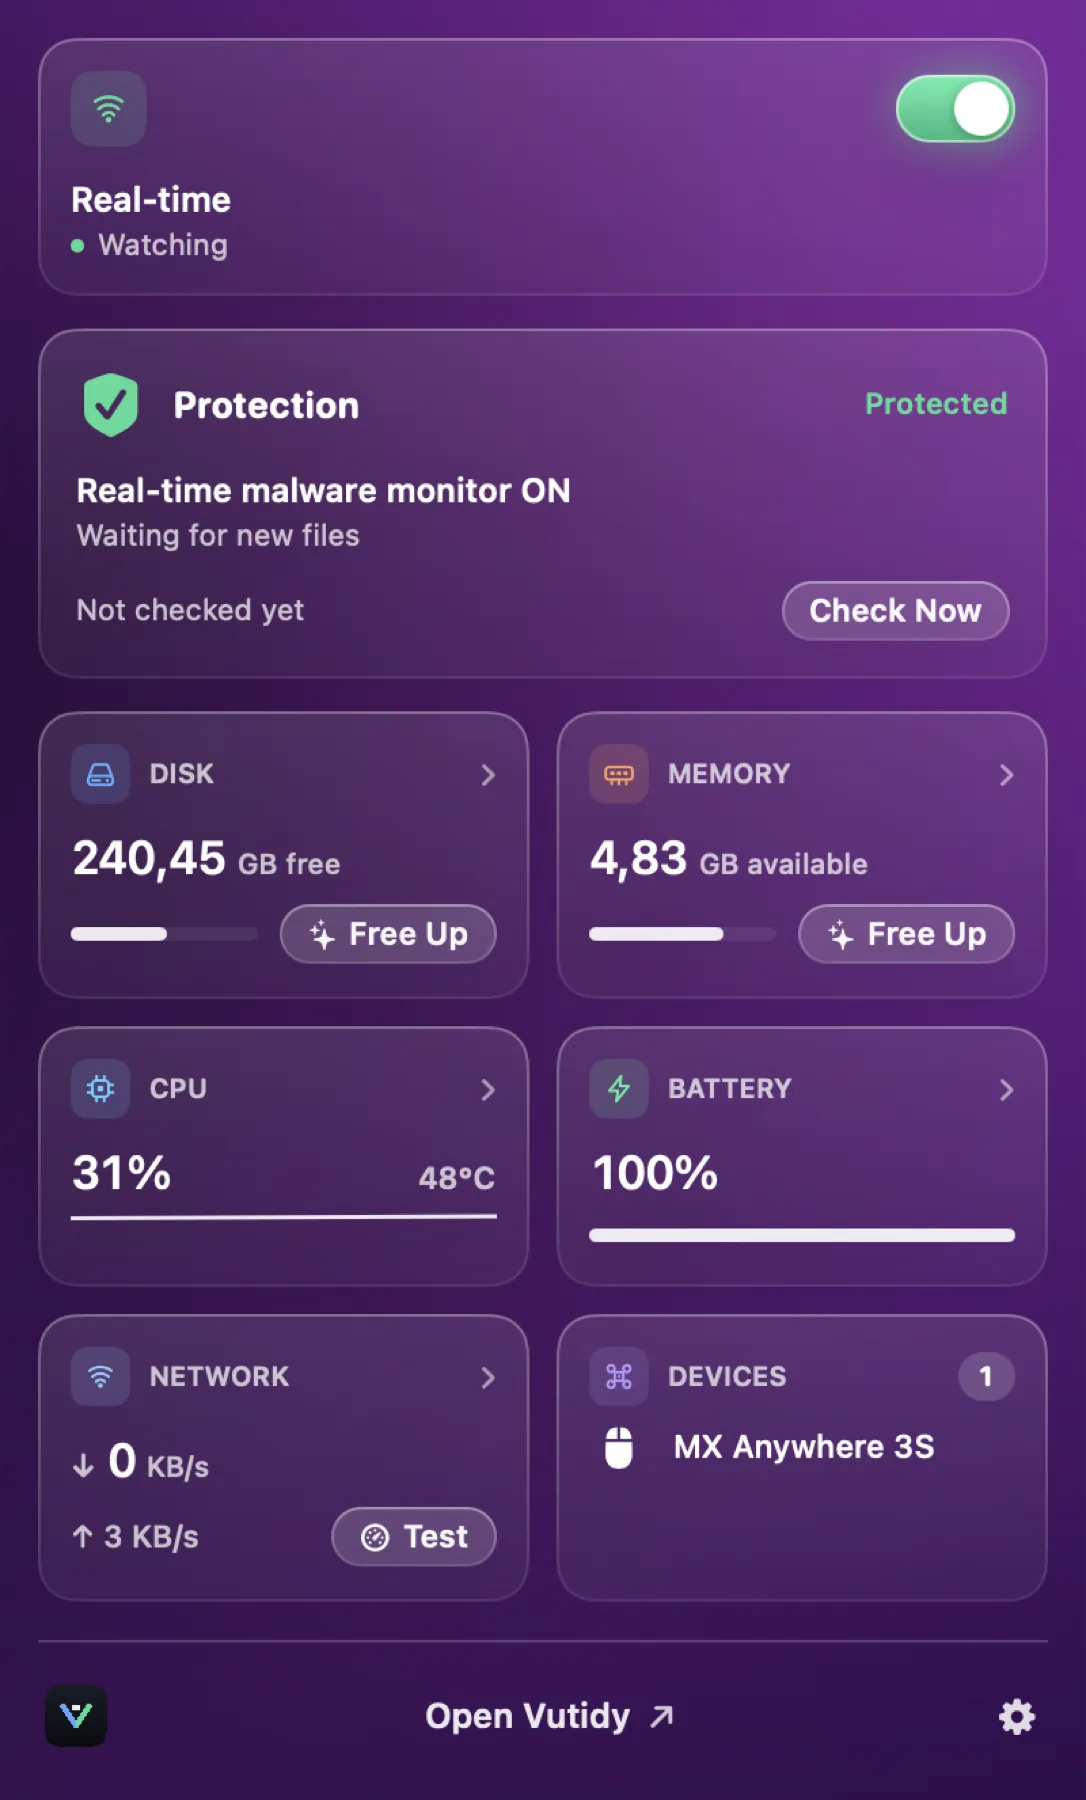 Real-time
Watching
Protection
Protected
Real-time malware monitor ON
Waiting for new files
Not checked yet
Check Now
DISK
240,45 GB free
Free Up
MEMORY
4,83 GB available
Free Up
CPU
31%
48°C
BATTERY
100%
NETWORK
↓ 0 KB/s
↑ 3 KB/s
Test
DEVICES
1
MX Anywhere 3S
Open Vutidy ↗